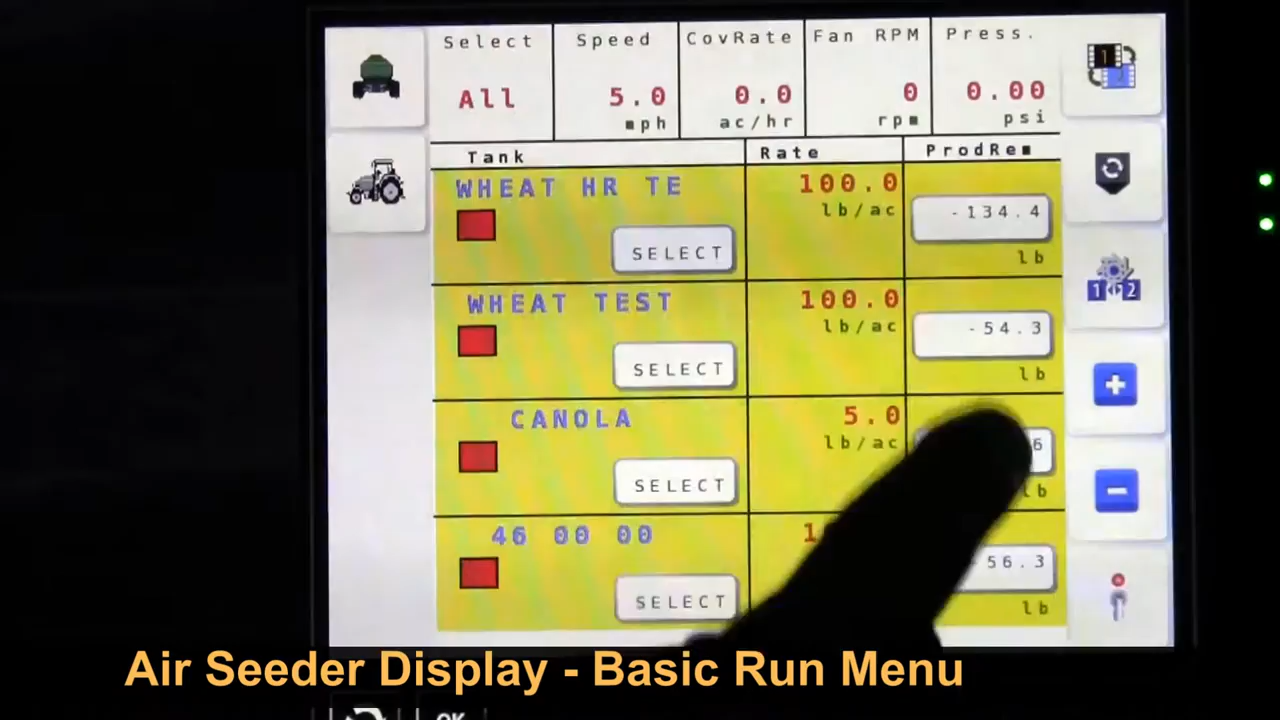 Select Speed CovRate Fan RPM Press.
All 5.0 0.0 0 0.00
mph ac/hr rpm psi
Tank Rate ProdRem
WHEAT HR TE 100.0 -134.4
lb/ac
SELECT lb
WHEAT TEST 100.0 -54.3
lb/ac
SELECT lb
CANOLA 5.0
lb/ac
SELECT lb
46 00 00
56.3
SELECT lb
1 2
Air Seeder Display - Basic Run Menu
OK